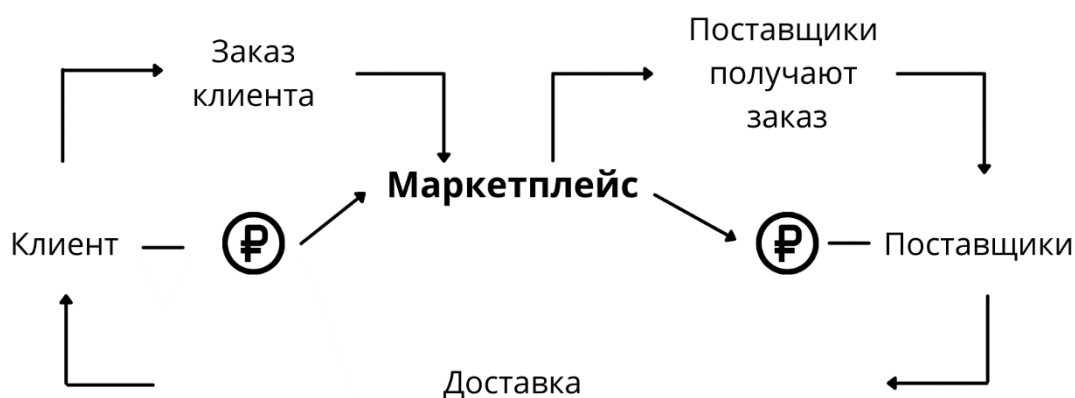 Заказ
клиента
Поставщики
получают
заказ
Маркетплейс
Клиент
₽
₽
Поставщики
Доставка